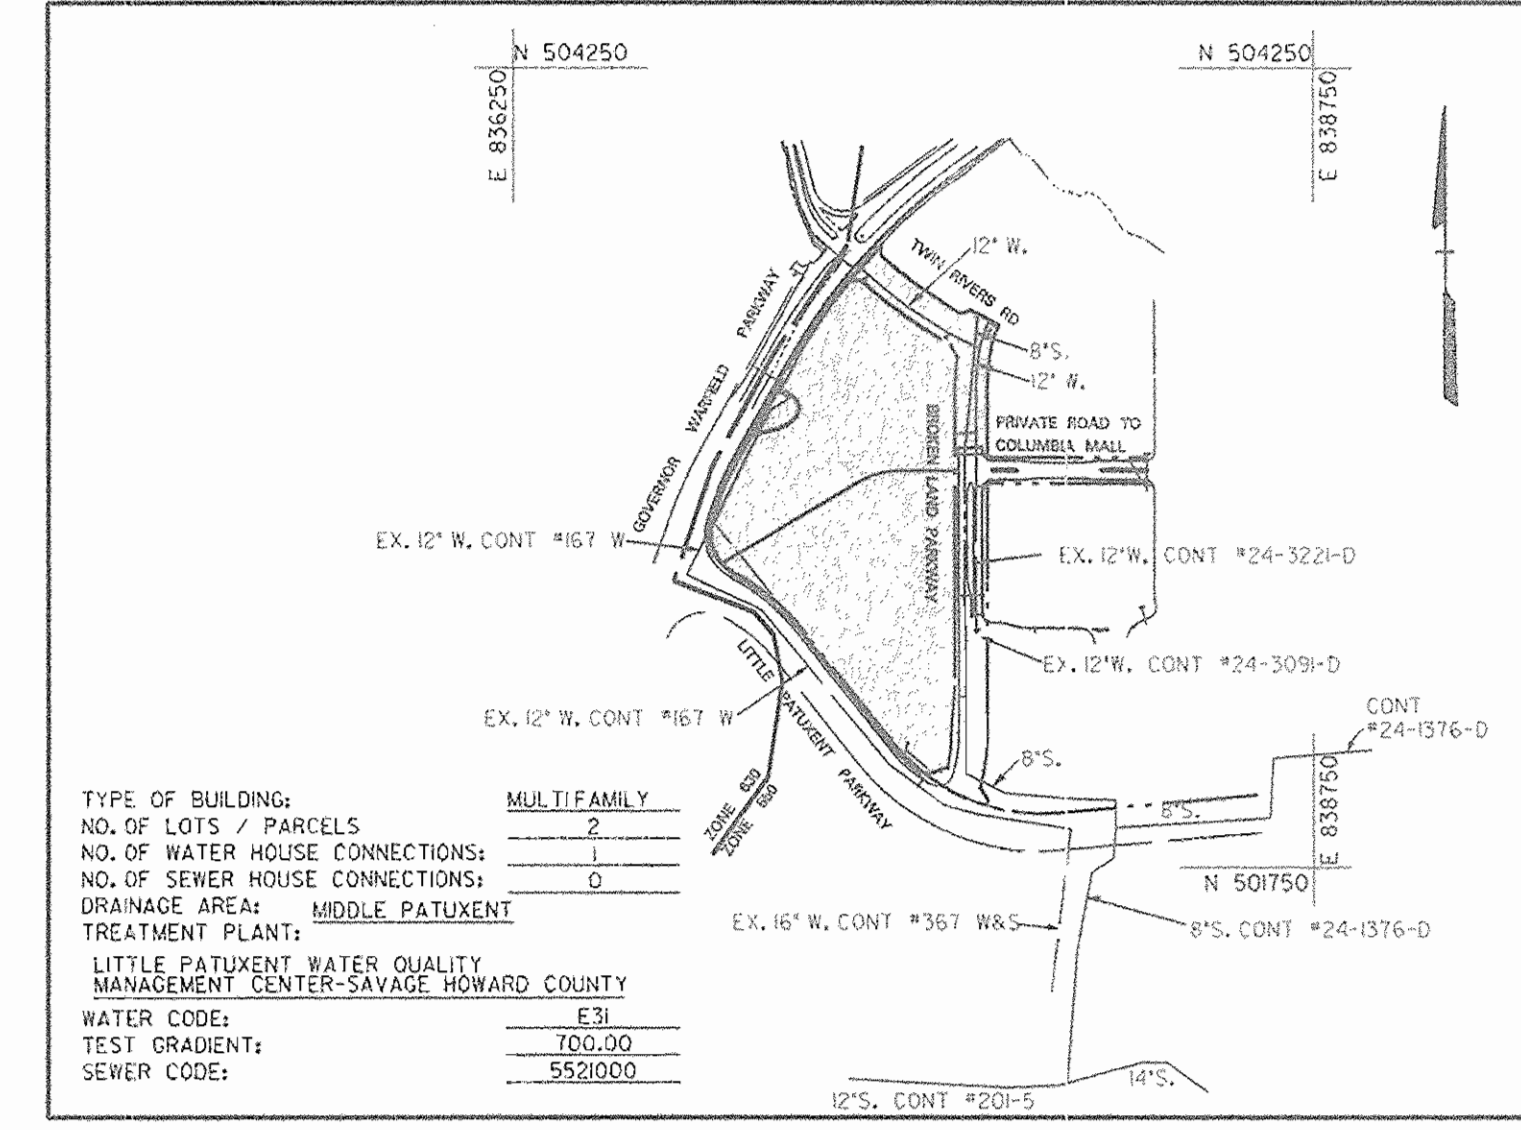 N 504250
N 504250
E 836250
E 838750
TWIN RIVERS RD
12" W.
GOVERNOR WARFIELD PARKWAY
8"S.
12" W.
BROKEN LAND PARKWAY
PRIVATE ROAD TO
COLUMBIA MALL
EX. 12" W. CONT #167 W
EX. 12"W. CONT #24-3221-D
EX. 12"W. CONT #24-3091-D
LITTLE PATUXENT PARKWAY
EX. 12" W. CONT #167 W
CONT
#24-1376-D
8"S.
ZONE 630
ZONE 550
8"S.
E 838750
N 501750
EX. 16" W. CONT #367 W&S
8"S. CONT #24-1376-D
14"S.
12"S. CONT #201-S
TYPE OF BUILDING: MULTIFAMILY
NO. OF LOTS / PARCELS 2
NO. OF WATER HOUSE CONNECTIONS: 1
NO. OF SEWER HOUSE CONNECTIONS: 0
DRAINAGE AREA: MIDDLE PATUXENT
TREATMENT PLANT:
LITTLE PATUXENT WATER QUALITY
MANAGEMENT CENTER-SAVAGE HOWARD COUNTY
WATER CODE: E31
TEST GRADIENT: 700.00
SEWER CODE: 5521000